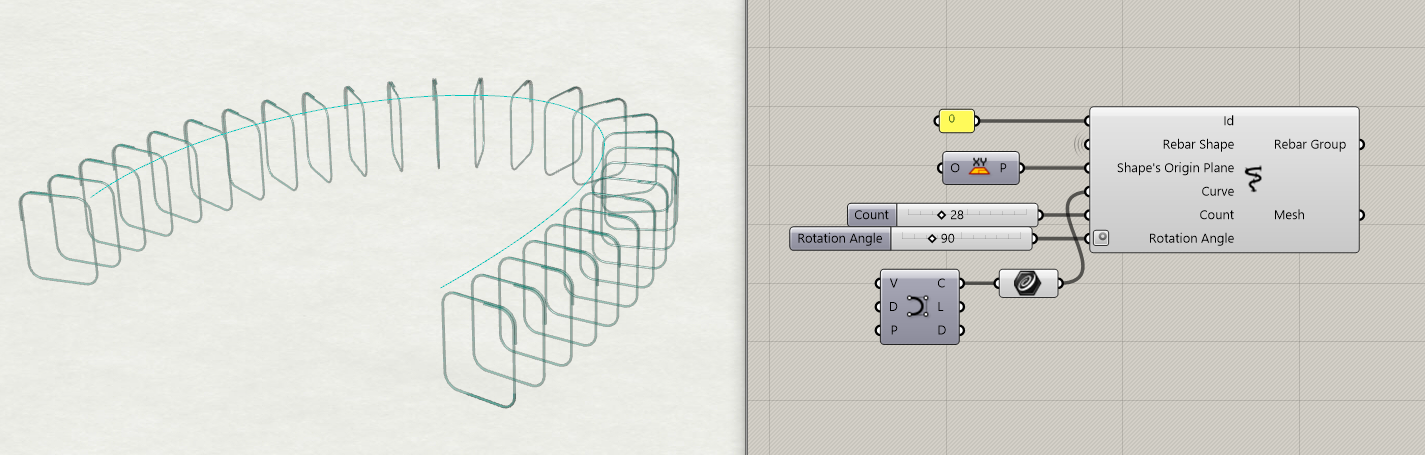 0
Id
Rebar Shape
Rebar Group
XY
O
P
Shape's Origin Plane
Curve
Count
28
Count
Mesh
Rotation Angle
90
Rotation Angle
V
C
D
L
P
D